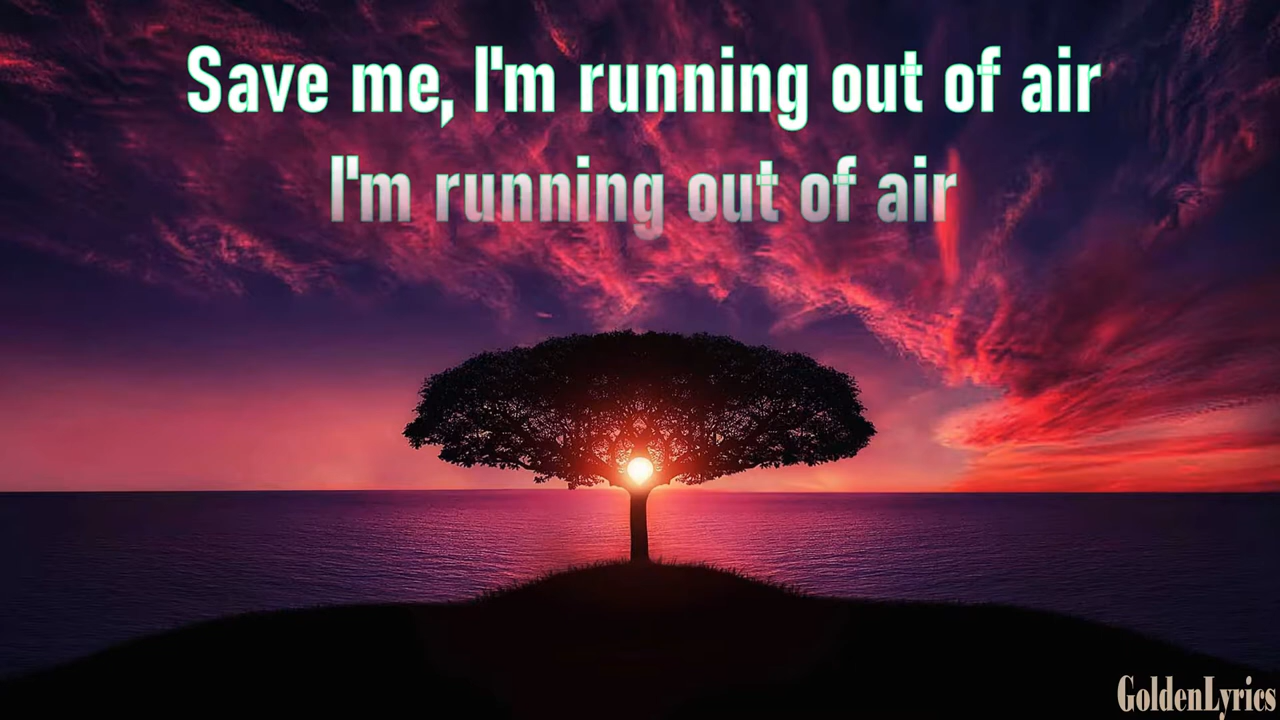 Save me, I'm running out of air
I'm running out of air
GoldenLyrics